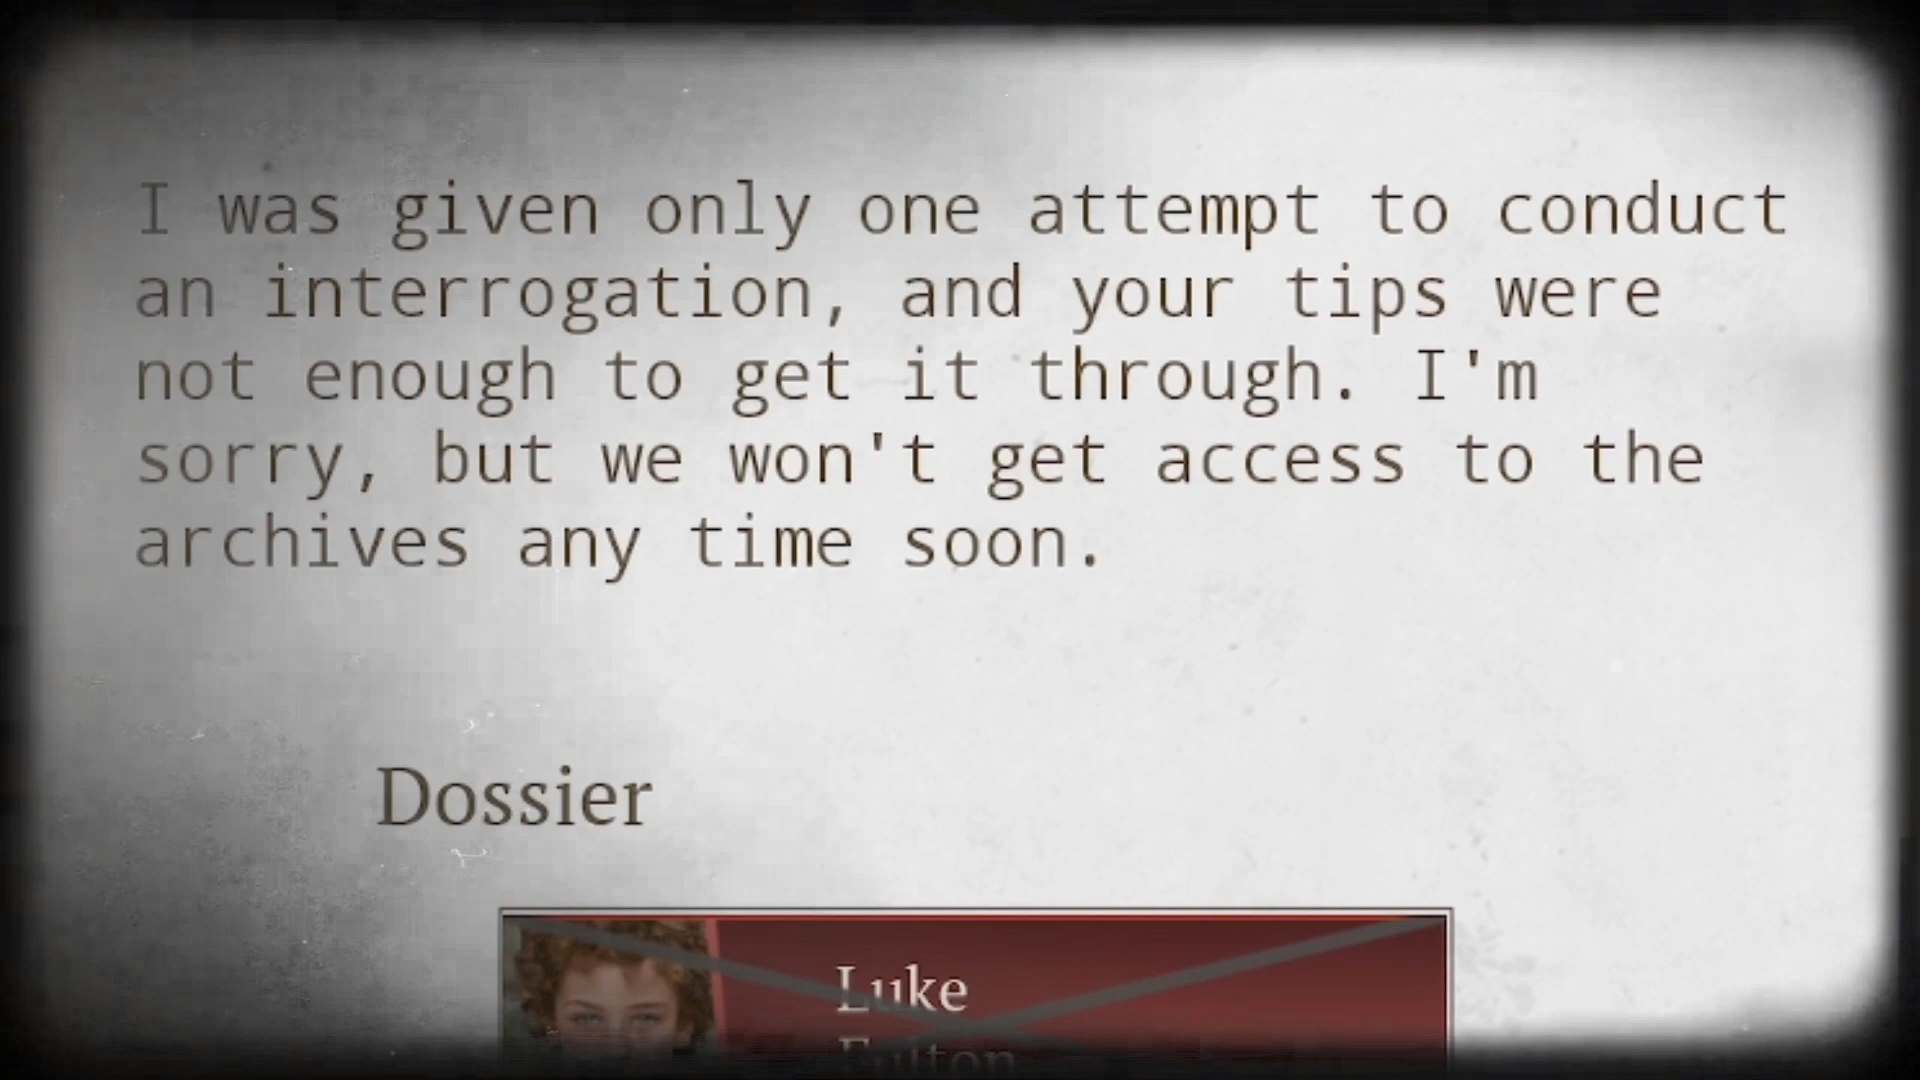 I was given only one attempt to conduct
an interrogation, and your tips were
not enough to get it through. I'm
sorry, but we won't get access to the
archives any time soon.
Dossier
Luke
Fulton